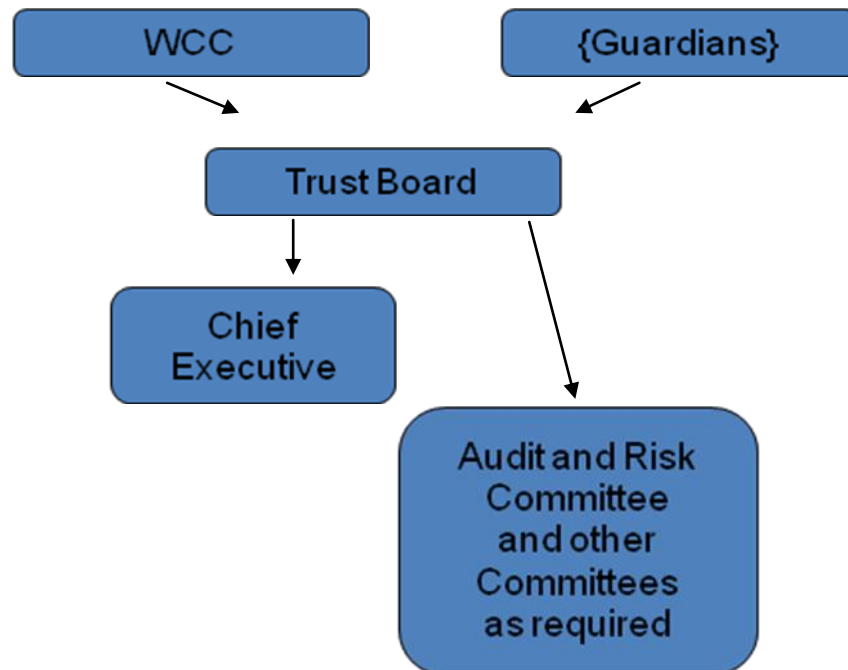 WCC
{Guardians}
Trust Board
Chief
Executive
Audit and Risk
Committee
and other
Committees
as required